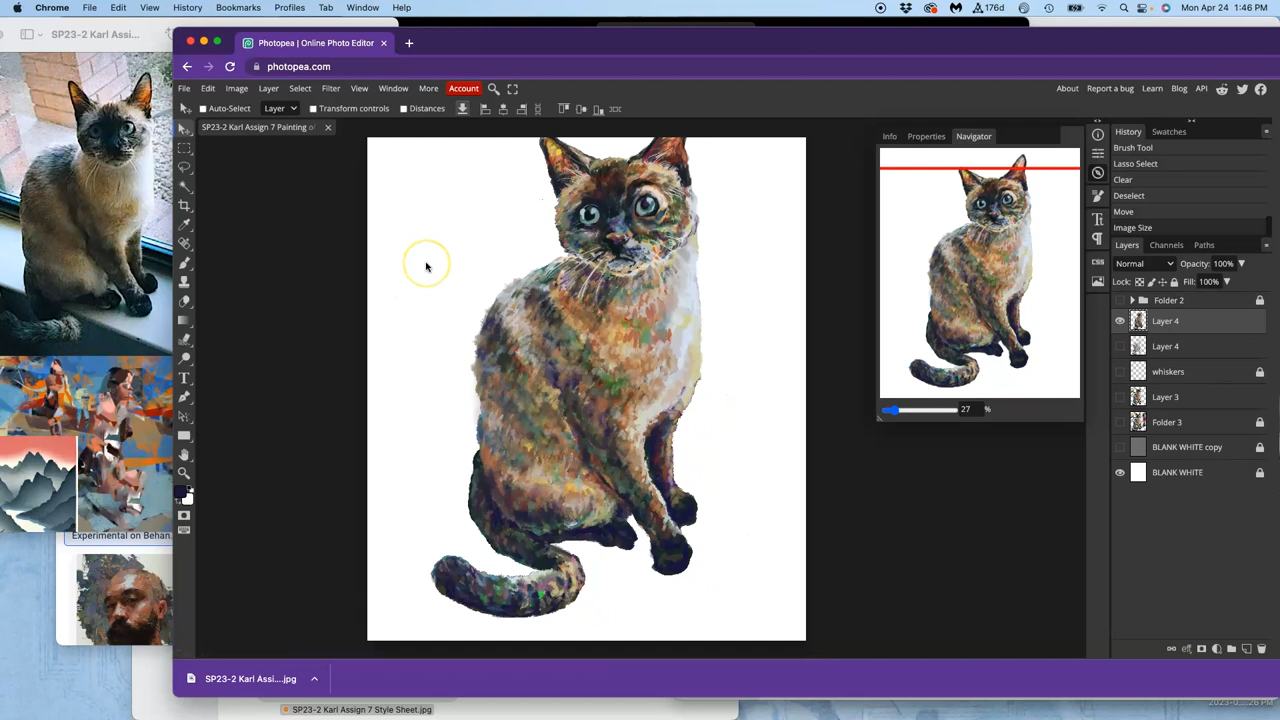 Chrome File Edit View History Bookmarks Profiles Tab Window Help 176d Mon Apr 24 1:46 PM
SP23-2 Karl Assi...
Photopea | Online Photo Editor
photopea.com
File Edit Image Layer Select Filter View Window More Account About Report a bug Learn Blog API
Auto-Select Layer Transform controls Distances
SP23-2 Karl Assign 7 Painting o
Info Properties Navigator
27 %
History Swatches
Brush Tool
Lasso Select
Clear
Deselect
Move
Image Size
Layers Channels Paths
Normal Opacity: 100%
Lock: Fill: 100%
Folder 2
Layer 4
Layer 4
whiskers
Layer 3
Folder 3
BLANK WHITE copy
BLANK WHITE
CSS
Experimental on Behan.
SP23-2 Karl Assi....jpg
SP23-2 Karl Assign 7 Style Sheet.jpg